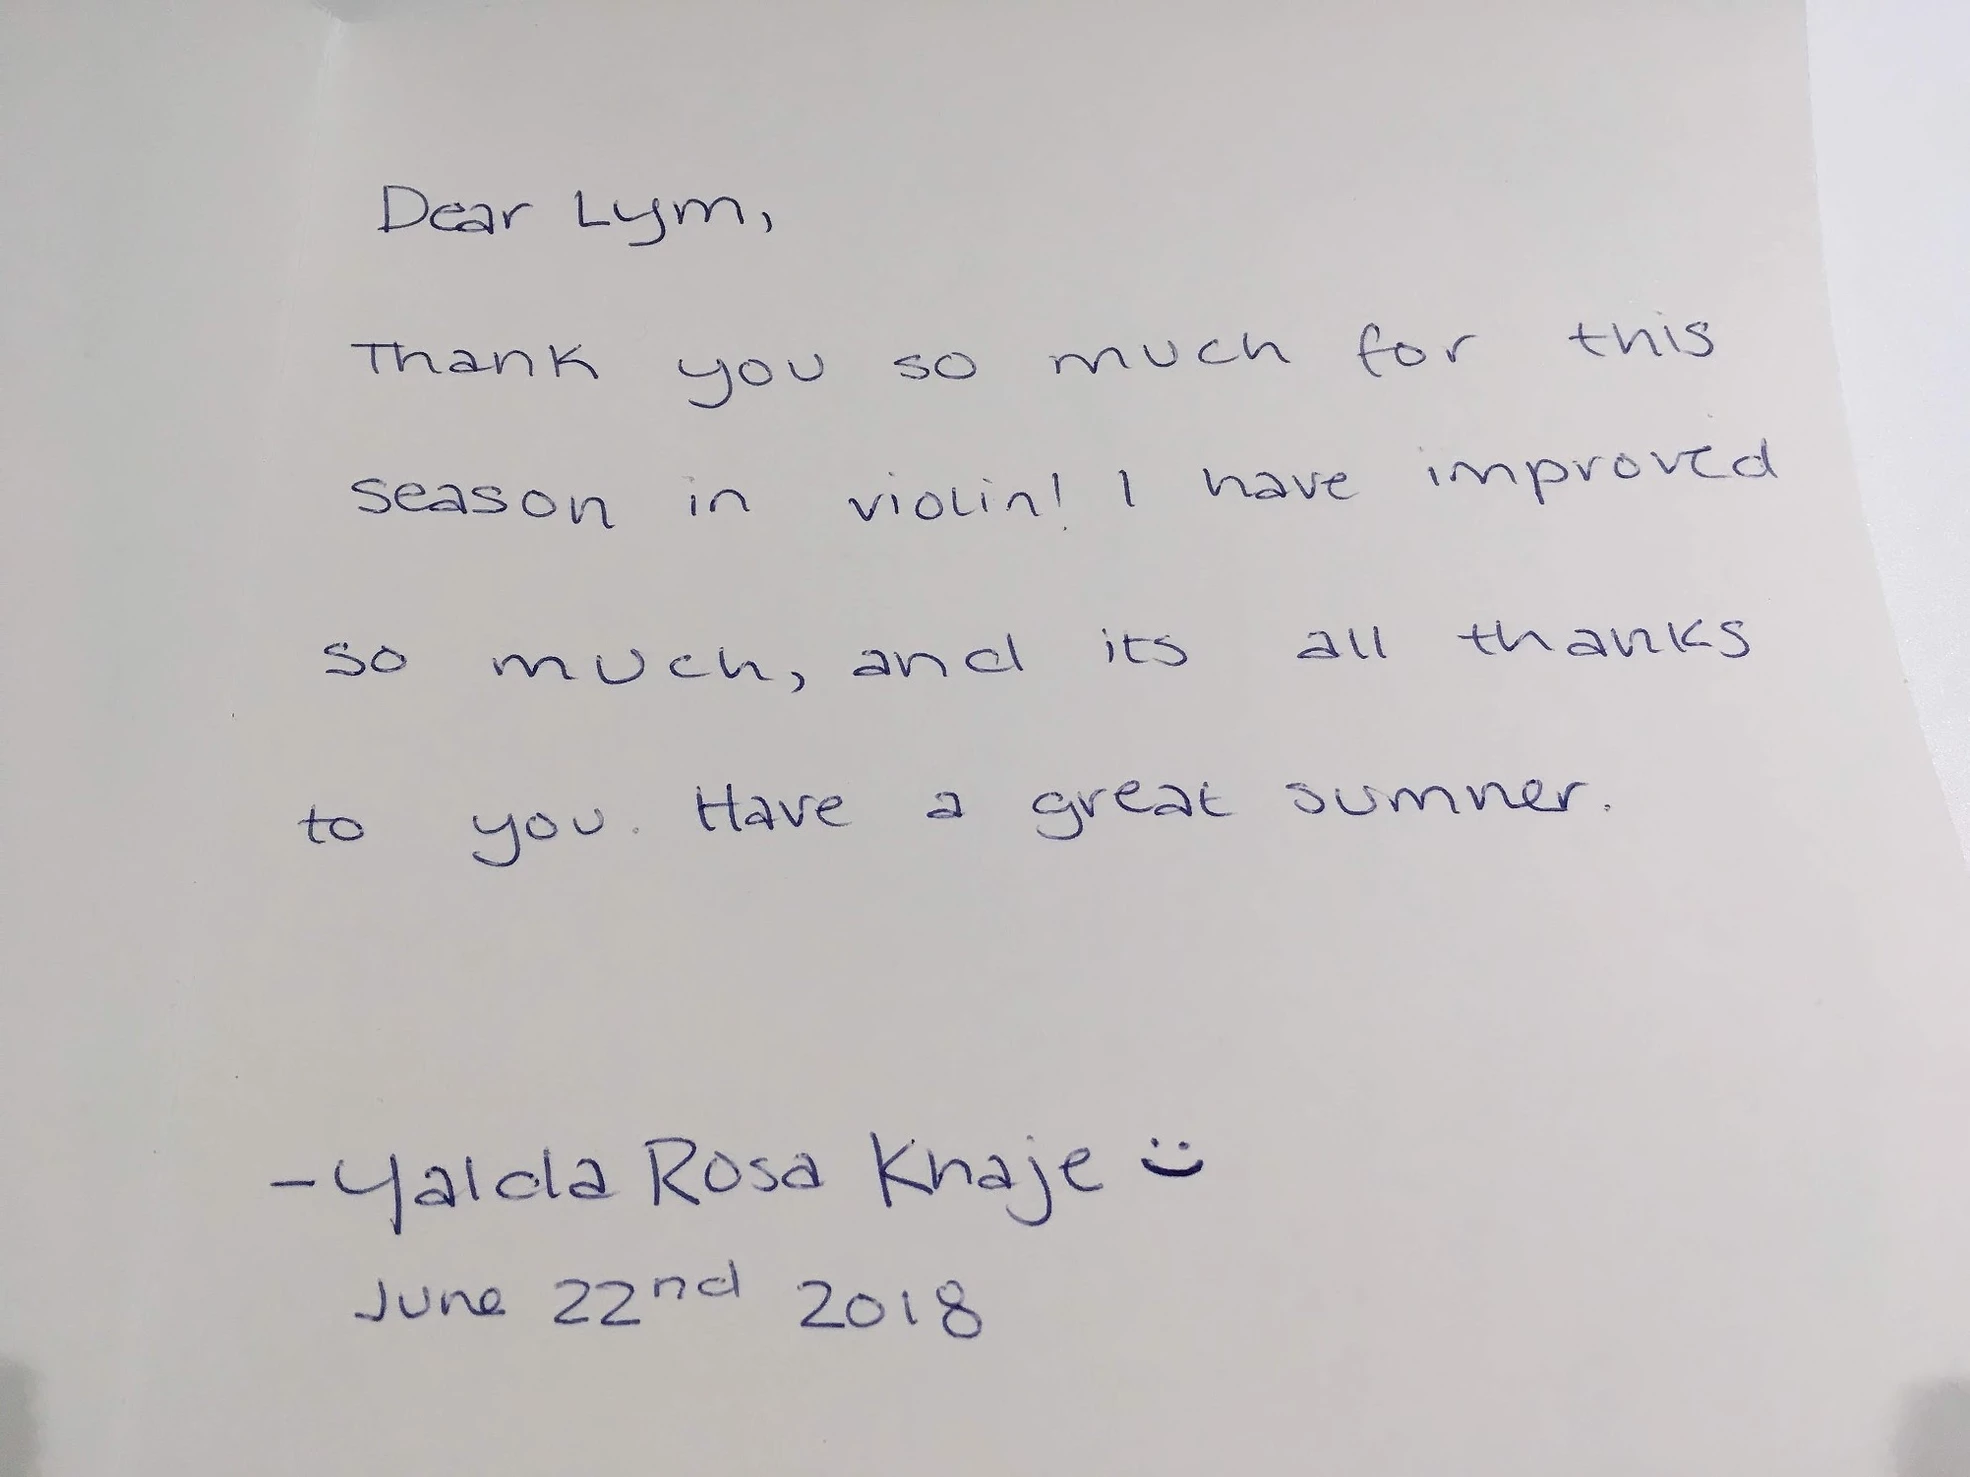 Dear Lym,
Thank you so much for this
season in violin! I have improved
so much, and its all thanks
to you. Have a great summer.
-Yalda Rosa Khaje ☺
June 22nd 2018